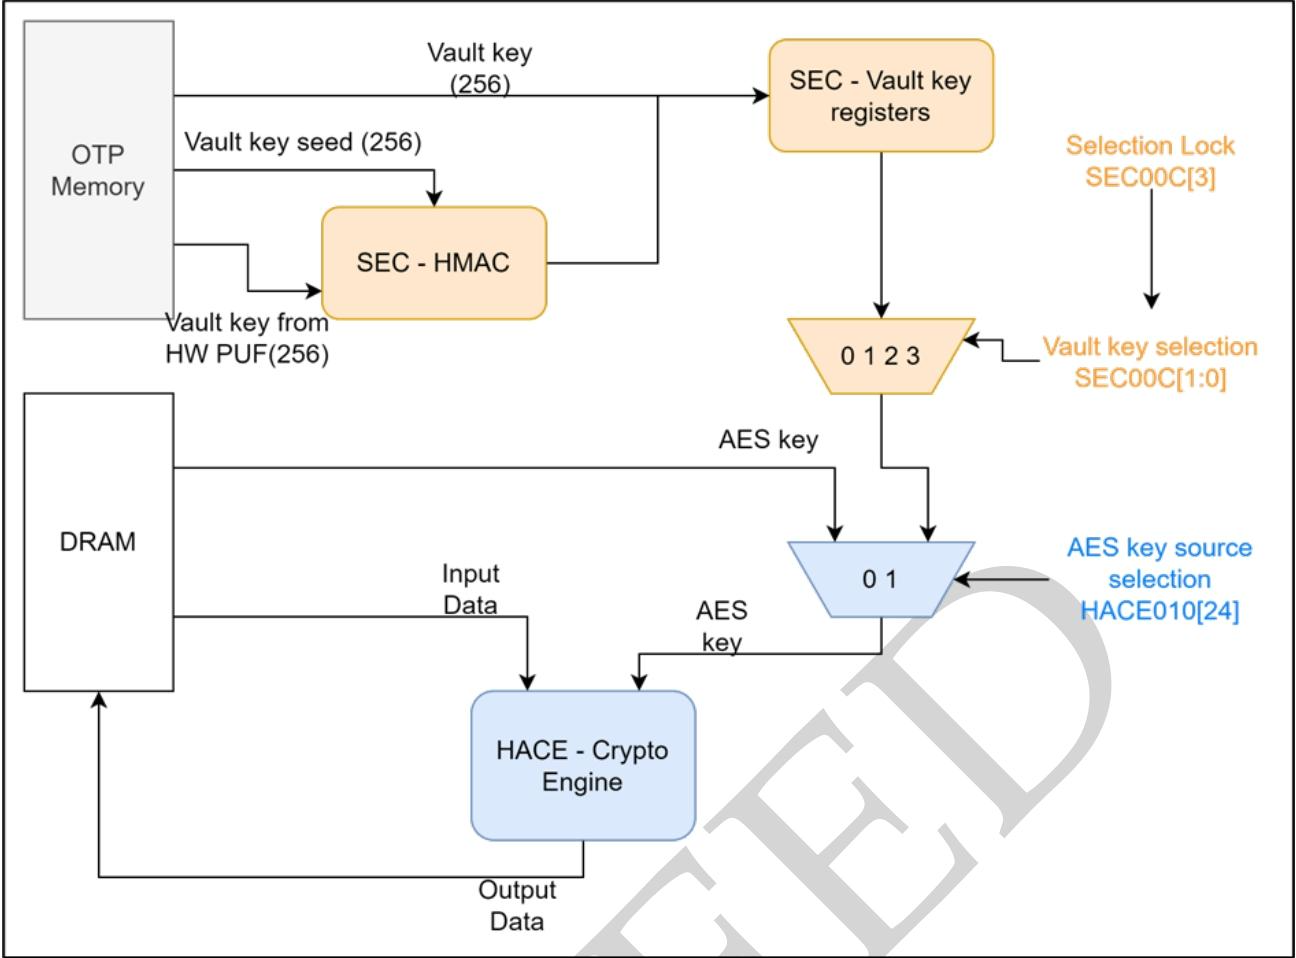 Vault key
(256)
SEC - Vault key
registers
OTP
Memory
Vault key seed (256)
Selection Lock
SEC00C[3]
SEC - HMAC
Vault key from
HW PUF(256)
0 1 2 3
Vault key selection
SEC00C[1:0]
AES key
DRAM
0 1
AES key source
selection
HACE010[24]
Input
Data
AES
key
HACE - Crypto
Engine
Output
Data